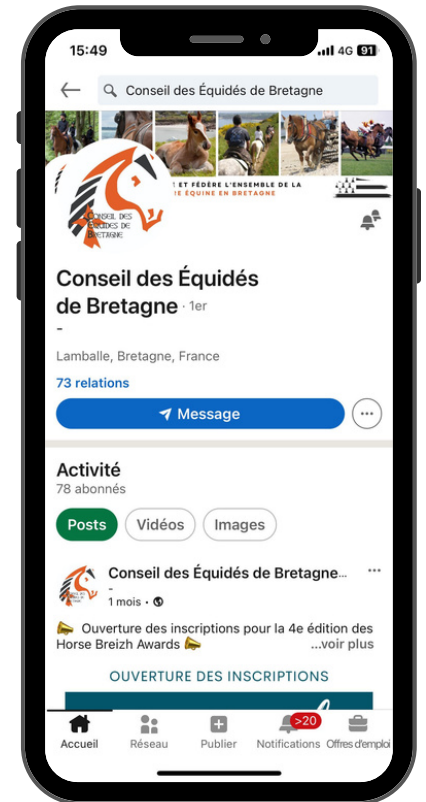 15:49
4G 91
Conseil des Équidés de Bretagne
ET FÉDÈRE L'ENSEMBLE DE LA
RE ÉQUINE EN BRETAGNE
CONSEIL DES
ÉQUIDÉS DE
BRETAGNE
Conseil des Équidés
de Bretagne · 1er
-
Lamballe, Bretagne, France
73 relations
Message
Activité
78 abonnés
Posts Vidéos Images
Conseil des Équidés de Bretagne...
-
1 mois •
Ouverture des inscriptions pour la 4e édition des
Horse Breizh Awards ...voir plus
OUVERTURE DES INSCRIPTIONS
>20
Accueil Réseau Publier Notifications Offres d'emploi